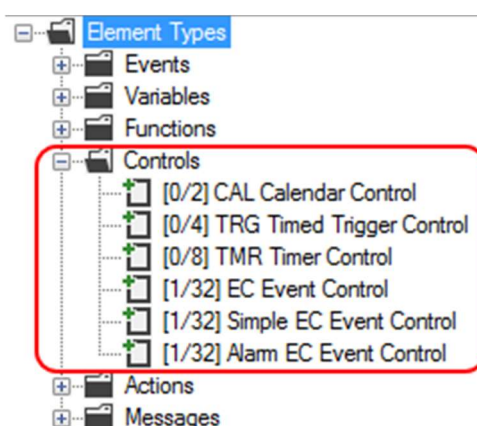 Element Types
Events
Variables
Functions
Controls
[0/2] CAL Calendar Control
[0/4] TRG Timed Trigger Control
[0/8] TMR Timer Control
[1/32] EC Event Control
[1/32] Simple EC Event Control
[1/32] Alarm EC Event Control
Actions
Messages